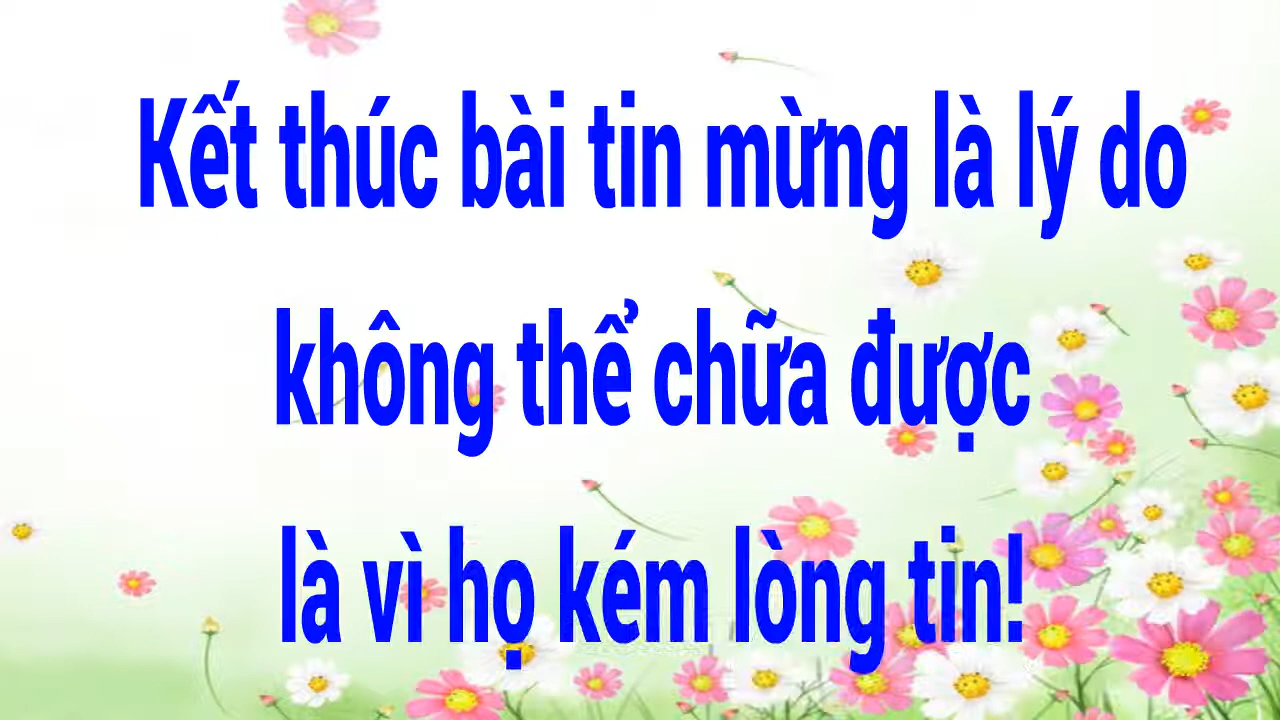 Kết thúc bài tin mừng là lý do
không thể chữa được
là vì họ kém lòng tin!